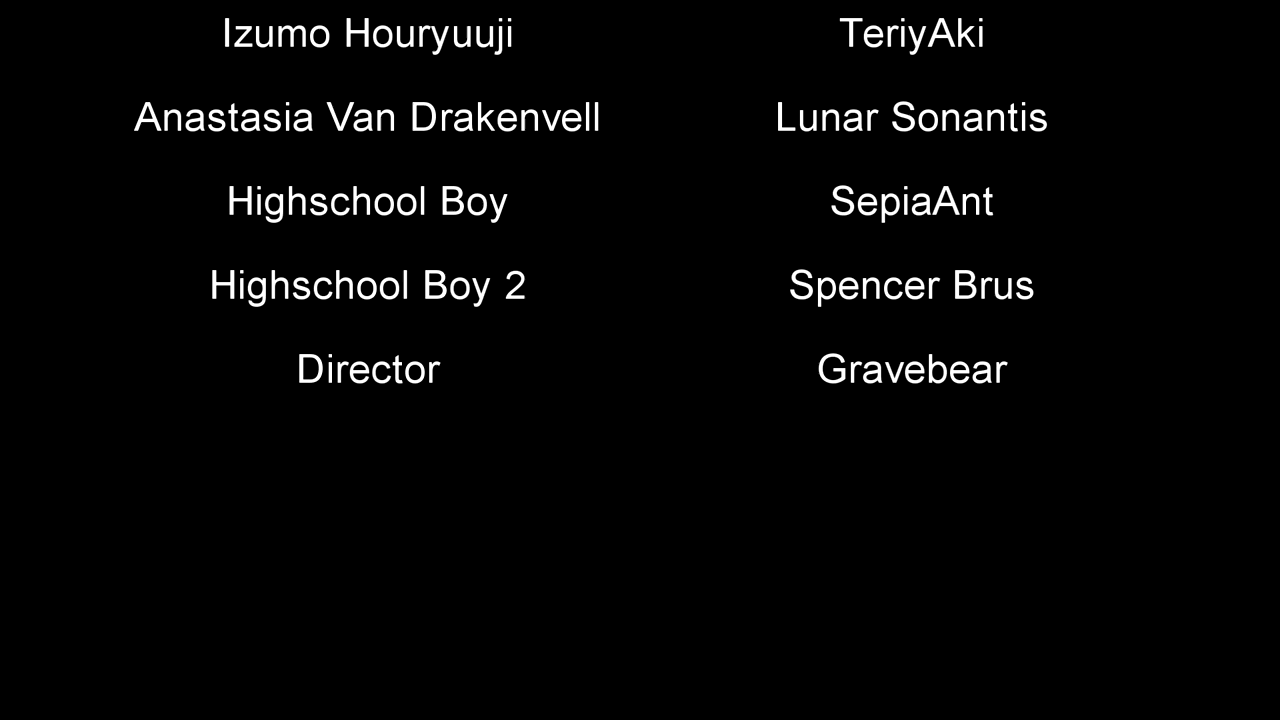 Izumo Houryuuji TeriyAki
Anastasia Van Drakenvell Lunar Sonantis
Highschool Boy SepiaAnt
Highschool Boy 2 Spencer Brus
Director Gravebear